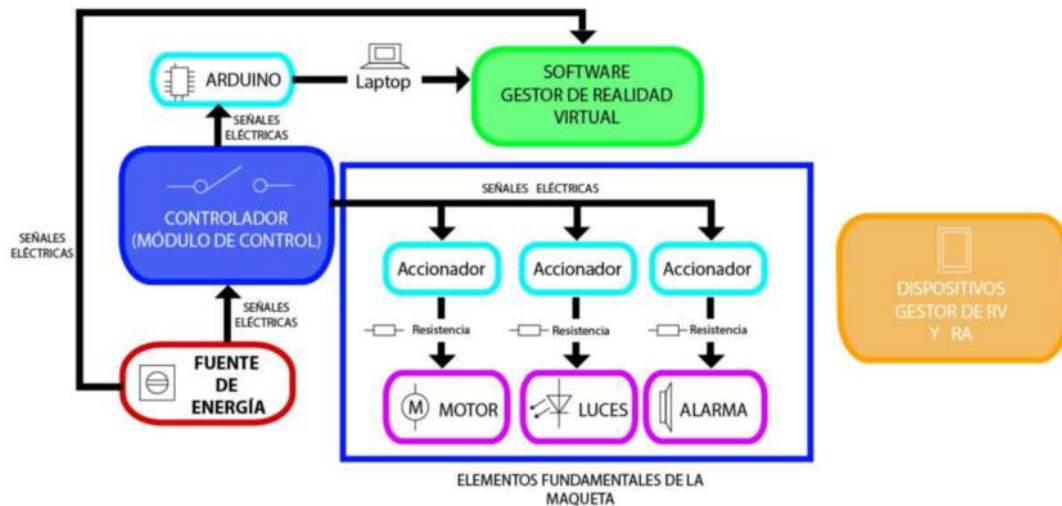 ARDUINO
Laptop
SOFTWARE
GESTOR DE REALIDAD
VIRTUAL
SEÑALES
ELÉCTRICAS
SEÑALES ELÉCTRICAS
CONTROLADOR
(MÓDULO DE CONTROL)
SEÑALES
ELÉCTRICAS
Accionador
Accionador
Accionador
DISPOSITIVOS
GESTOR DE RV
Y RA
SEÑALES
ELÉCTRICAS
Resistencia
Resistencia
Resistencia
FUENTE
DE
ENERGÍA
M
MOTOR
LUCES
ALARMA
ELEMENTOS FUNDAMENTALES DE LA
MAQUETA